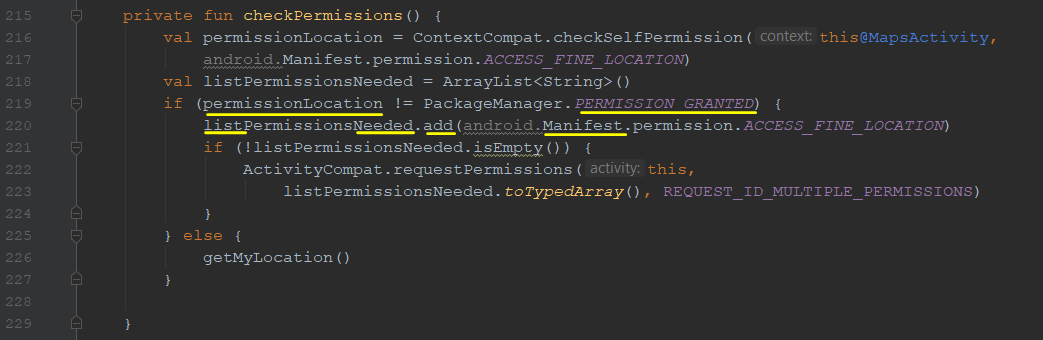 215 private fun checkPermissions() {
216 val permissionLocation = ContextCompat.checkSelfPermission( context: this@MapsActivity,
217 android.Manifest.permission.ACCESS_FINE_LOCATION)
218 val listPermissionsNeeded = ArrayList<String>()
219 if (permissionLocation != PackageManager.PERMISSION_GRANTED) {
220 listPermissionsNeeded.add(android.Manifest.permission.ACCESS_FINE_LOCATION)
221 if (!listPermissionsNeeded.isEmpty()) {
222 ActivityCompat.requestPermissions( activity: this,
223 listPermissionsNeeded.toTypedArray(), REQUEST_ID_MULTIPLE_PERMISSIONS)
224 }
225 } else {
226 getMyLocation()
227 }
228
229 }